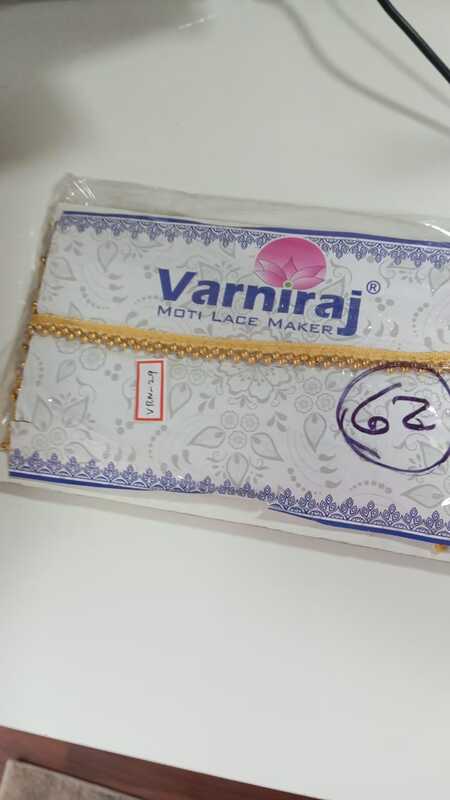 Varniraj®
MOTI LACE MAKER
VRN-29
62